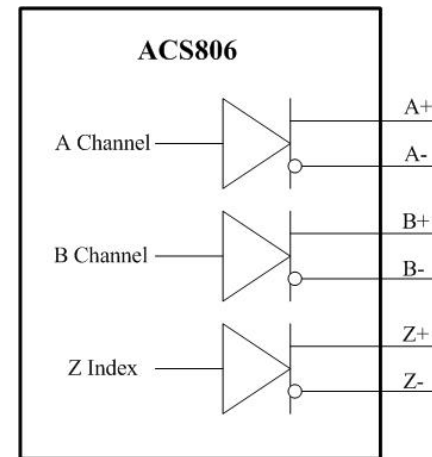 ACS806
A Channel
A+
A-
B Channel
B+
B-
Z Index
Z+
Z-